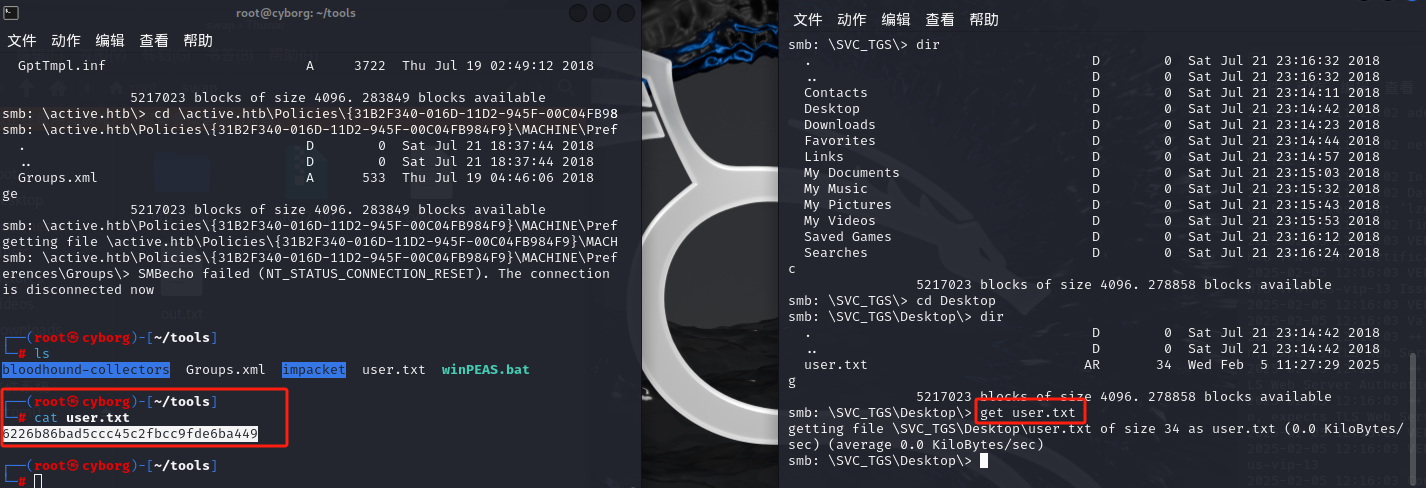 root@cyborg: ~/tools
文件 动作 编辑 查看 帮助
GptTmpl.inf A 3722 Thu Jul 19 02:49:12 2018
5217023 blocks of size 4096. 283849 blocks available
smb: \active.htb\> cd \active.htb\Policies\{31B2F340-016D-11D2-945F-00C04FB98
smb: \active.htb\Policies\{31B2F340-016D-11D2-945F-00C04FB984F9}\MACHINE\Pref
. D 0 Sat Jul 21 18:37:44 2018
.. D 0 Sat Jul 21 18:37:44 2018
Groups.xml A 533 Thu Jul 19 04:46:06 2018
ge
5217023 blocks of size 4096. 283849 blocks available
smb: \active.htb\Policies\{31B2F340-016D-11D2-945F-00C04FB984F9}\MACHINE\Pref
getting file \active.htb\Policies\{31B2F340-016D-11D2-945F-00C04FB984F9}\MACH
smb: \active.htb\Policies\{31B2F340-016D-11D2-945F-00C04FB984F9}\MACHINE\Pref
erences\Groups\> SMBecho failed (NT_STATUS_CONNECTION_RESET). The connection
is disconnected now
┌──(root㉿cyborg)-[~/tools]
└─# ls
bloodhound-collectors Groups.xml impacket user.txt winPEAS.bat
┌──(root㉿cyborg)-[~/tools]
└─# cat user.txt
6226b86bad5ccc45c2fbcc9fde6ba449
┌──(root㉿cyborg)-[~/tools]
└─#
文件 动作 编辑 查看 帮助
smb: \SVC_TGS\> dir
. D 0 Sat Jul 21 23:16:32 2018
.. D 0 Sat Jul 21 23:16:32 2018
Contacts D 0 Sat Jul 21 23:14:11 2018
Desktop D 0 Sat Jul 21 23:14:42 2018
Downloads D 0 Sat Jul 21 23:14:23 2018
Favorites D 0 Sat Jul 21 23:14:44 2018
Links D 0 Sat Jul 21 23:14:57 2018
My Documents D 0 Sat Jul 21 23:15:03 2018
My Music D 0 Sat Jul 21 23:15:32 2018
My Pictures D 0 Sat Jul 21 23:15:43 2018
My Videos D 0 Sat Jul 21 23:15:53 2018
Saved Games D 0 Sat Jul 21 23:16:12 2018
Searches D 0 Sat Jul 21 23:16:24 2018
c
5217023 blocks of size 4096. 278858 blocks available
smb: \SVC_TGS\> cd Desktop
smb: \SVC_TGS\Desktop\> dir
. D 0 Sat Jul 21 23:14:42 2018
.. D 0 Sat Jul 21 23:14:42 2018
user.txt AR 34 Wed Feb 5 11:27:29 2025
g
5217023 blocks of size 4096. 278858 blocks available
smb: \SVC_TGS\Desktop\> get user.txt
getting file \SVC_TGS\Desktop\user.txt of size 34 as user.txt (0.0 KiloBytes/
sec) (average 0.0 KiloBytes/sec)
smb: \SVC_TGS\Desktop\>